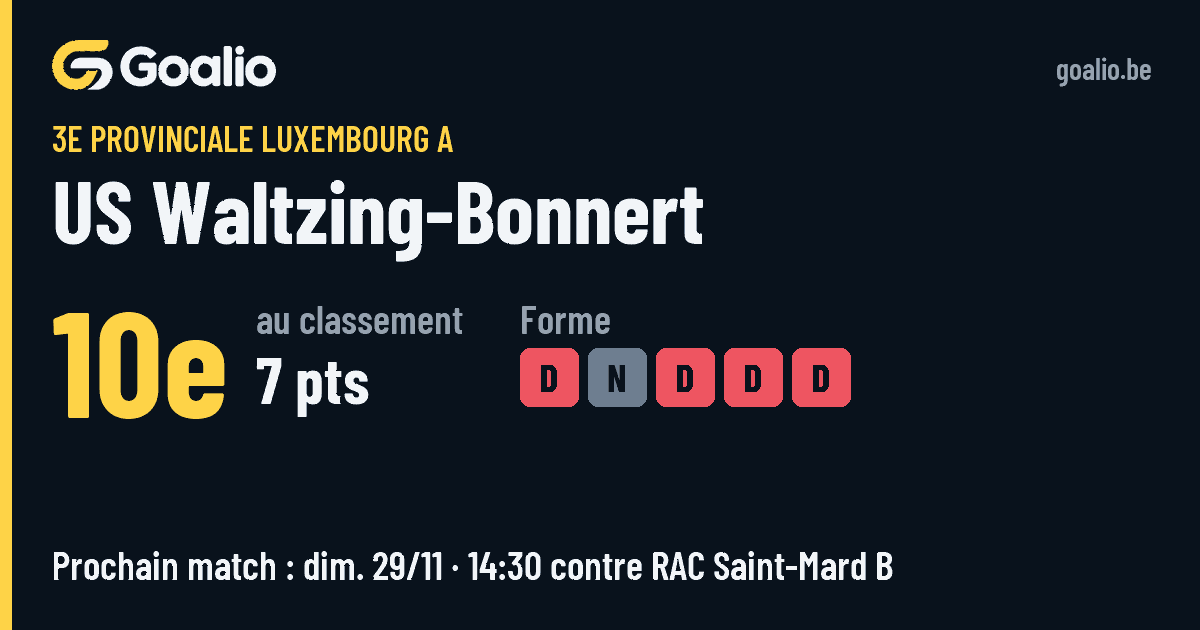 Goalio
goalio.be
3E PROVINCIALE LUXEMBOURG A
US Waltzing-Bonnert
10e
au classement
7 pts
Forme
D N D D D
Prochain match : dim. 29/11 · 14:30 contre RAC Saint-Mard B